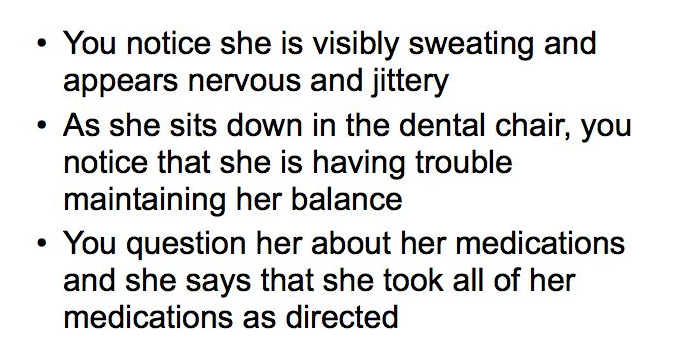 • You notice she is visibly sweating and
appears nervous and jittery
• As she sits down in the dental chair, you
notice that she is having trouble
maintaining her balance
• You question her about her medications
and she says that she took all of her
medications as directed